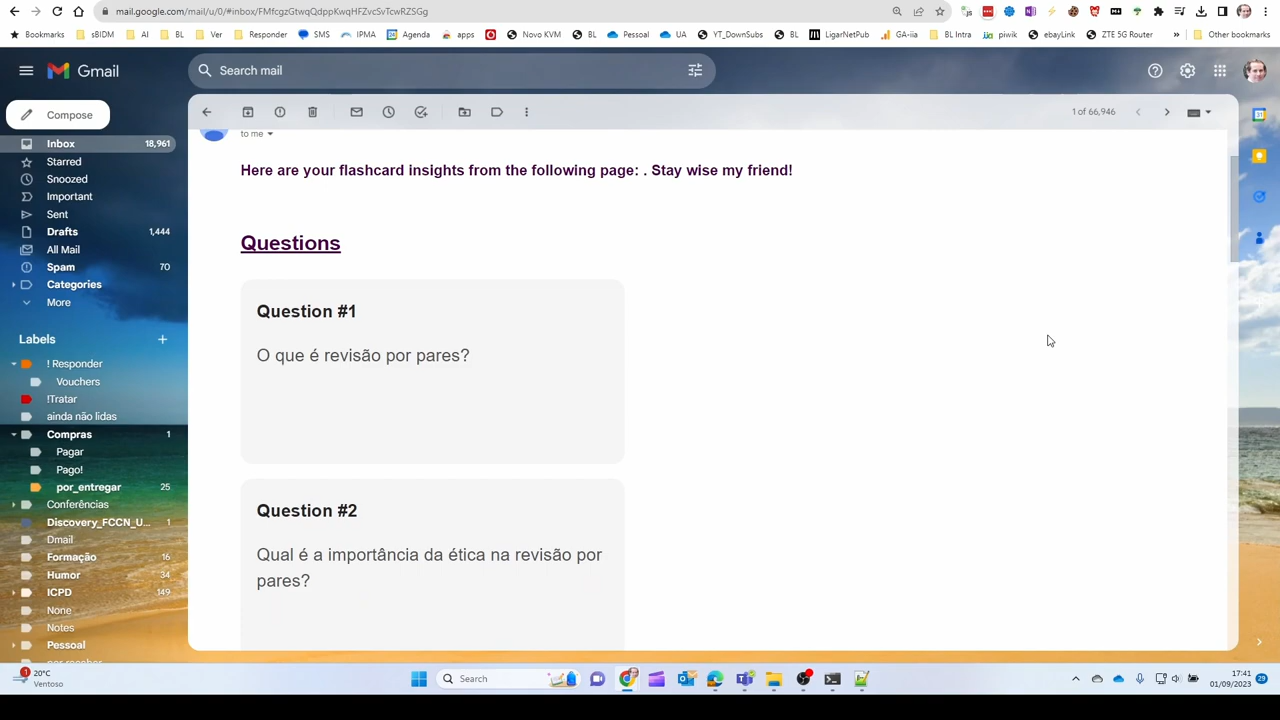 mail.google.com/mail/u/0/#inbox/FMfcgzGtwqQdppKwqHFZvcSvTcwRZSGg
Bookmarks
sBIDM
AI
BL
Ver
Responder
SMS
IPMA
Agenda
apps
Novo KVM
BL
Pessoal
UA
YT_DownSubs
BL
LigarNetPub
GA-iia
BL Intra
piwik
ebayLink
ZTE 5G Router
»
Other bookmarks
Gmail
Search mail
Compose
1 of 66,946
Inbox 18,961
Starred
Snoozed
Important
Sent
Drafts 1,444
All Mail
Spam 70
Categories
More
Labels
! Responder
Vouchers
!Tratar
ainda não lidas
Compras 1
Pagar
Pago!
por_entregar 25
Conferências
Discovery_FCCN_U... 1
Dmail
Formação 16
Humor 34
ICPD 149
None
Notes
Pessoal
to me
Here are your flashcard insights from the following page: . Stay wise my friend!
Questions
Question #1
O que é revisão por pares?
Question #2
Qual é a importância da ética na revisão por
pares?
1
20°C
Ventoso
Search
17:41
01/09/2023
29